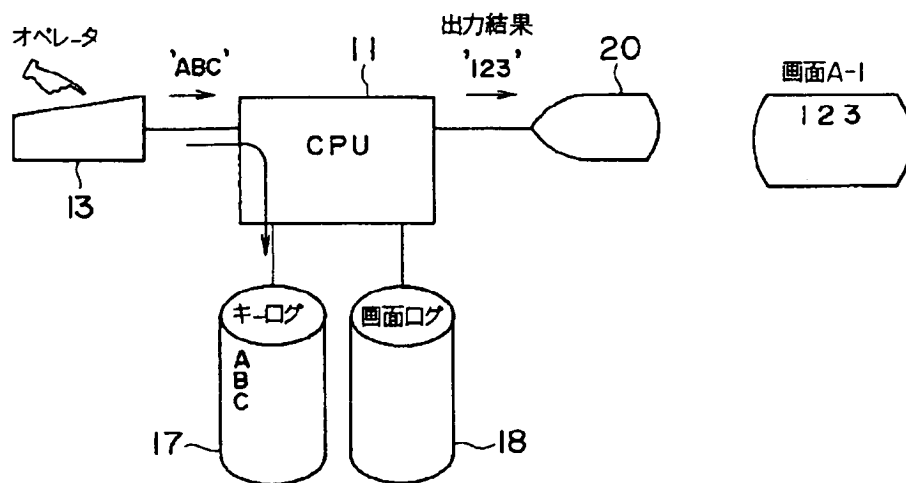 オペレータ
'ABC'
11
出力結果
'123'
20
画面A-1
123
CPU
13
キーログ
A
B
C
画面ログ
17
18